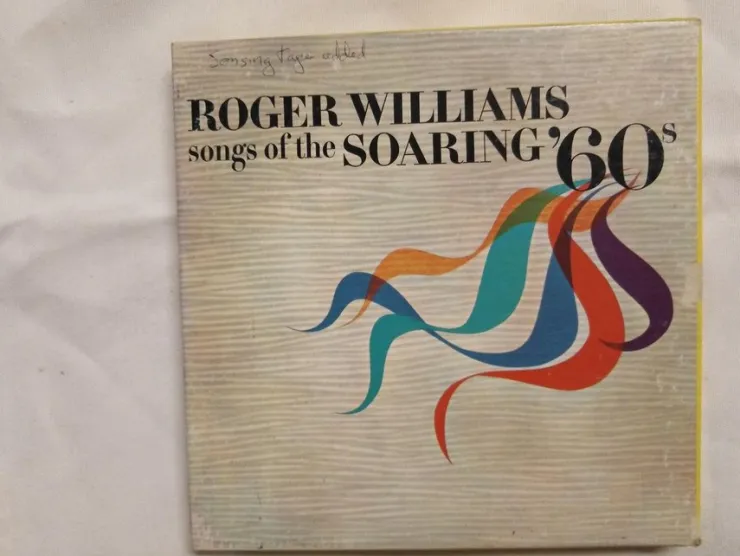 Sensing tape added
ROGER WILLIAMS
songs of the SOARING '60s